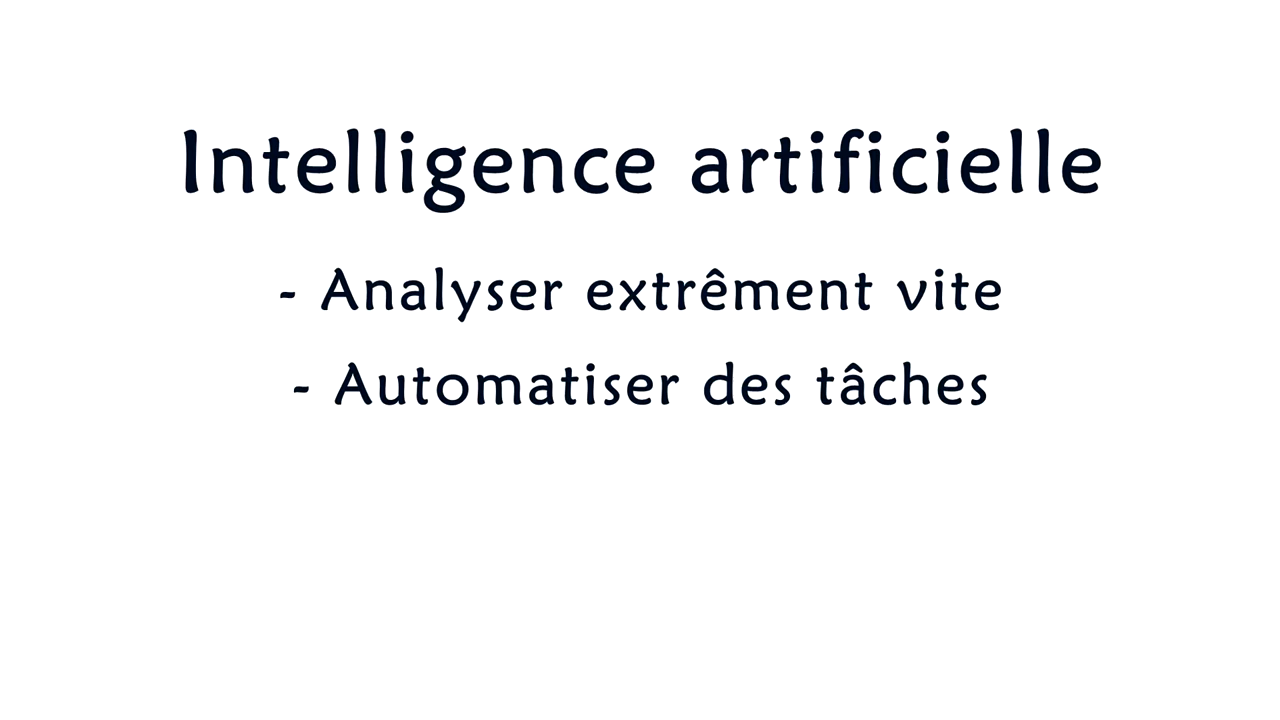 Intelligence artificielle
- Analyser extrêment vite
- Automatiser des tâches